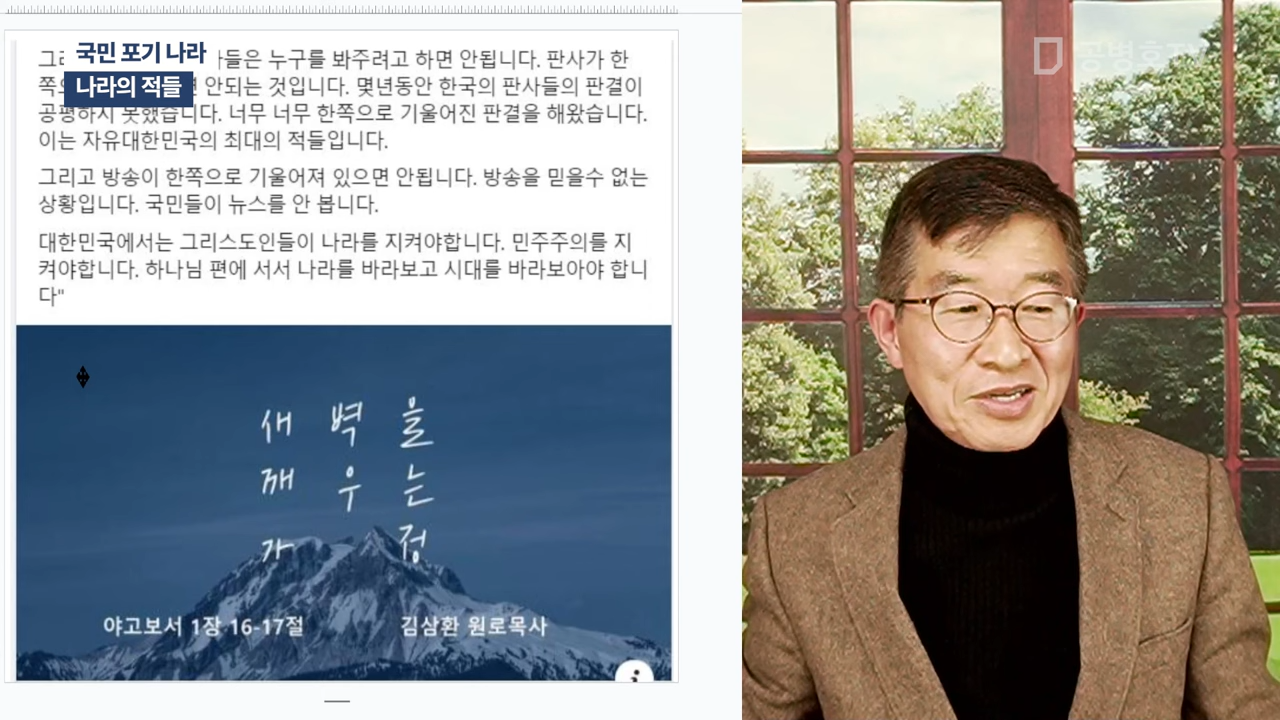 국민 포기 나라
나라의 적들
그리 들은 누구를 봐주려고 하면 안됩니다. 판사가 한
쪽으 안되는 것입니다. 몇년동안 한국의 판사들의 판결이
공평하지 못했습니다. 너무 너무 한쪽으로 기울어진 판결을 해왔습니다.
이는 자유대한민국의 최대의 적들입니다.
그리고 방송이 한쪽으로 기울어져 있으면 안됩니다. 방송을 믿을수 없는
상황입니다. 국민들이 뉴스를 안 봅니다.
대한민국에서는 그리스도인들이 나라를 지켜야합니다. 민주주의를 지
켜야합니다. 하나님 편에 서서 나라를 바라보고 시대를 바라보아야 합니
다"
새벽을
깨우는
가정
야고보서 1장 16-17절
김삼환 원로목사
공병호